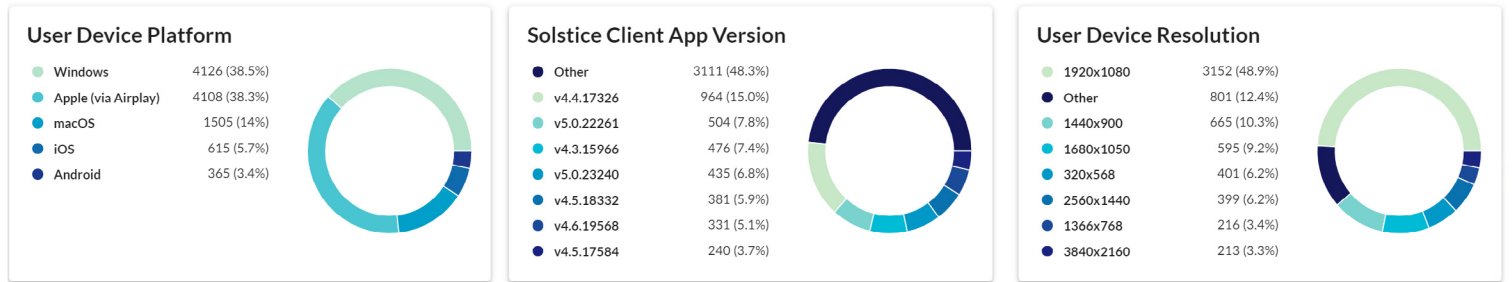 User Device Platform
Windows 4126 (38.5%)
Apple (via Airplay) 4108 (38.3%)
macOS 1505 (14%)
iOS 615 (5.7%)
Android 365 (3.4%)
Solstice Client App Version
Other 3111 (48.3%)
v4.4.17326 964 (15.0%)
v5.0.22261 504 (7.8%)
v4.3.15966 476 (7.4%)
v5.0.23240 435 (6.8%)
v4.5.18332 381 (5.9%)
v4.6.19568 331 (5.1%)
v4.5.17584 240 (3.7%)
User Device Resolution
1920x1080 3152 (48.9%)
Other 801 (12.4%)
1440x900 665 (10.3%)
1680x1050 595 (9.2%)
320x568 401 (6.2%)
2560x1440 399 (6.2%)
1366x768 216 (3.4%)
3840x2160 213 (3.3%)